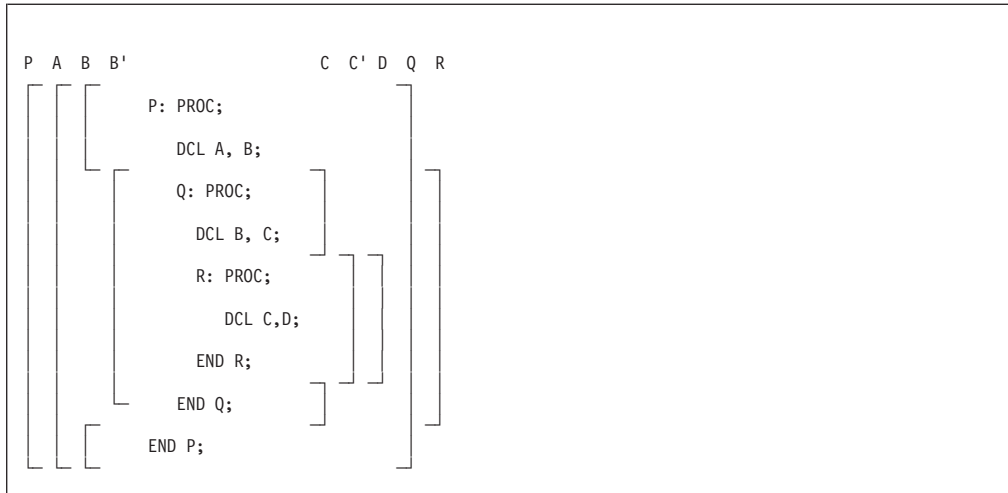 P A B B' C C' D Q R
P: PROC;
DCL A, B;
Q: PROC;
DCL B, C;
R: PROC;
DCL C,D;
END R;
END Q;
END P;